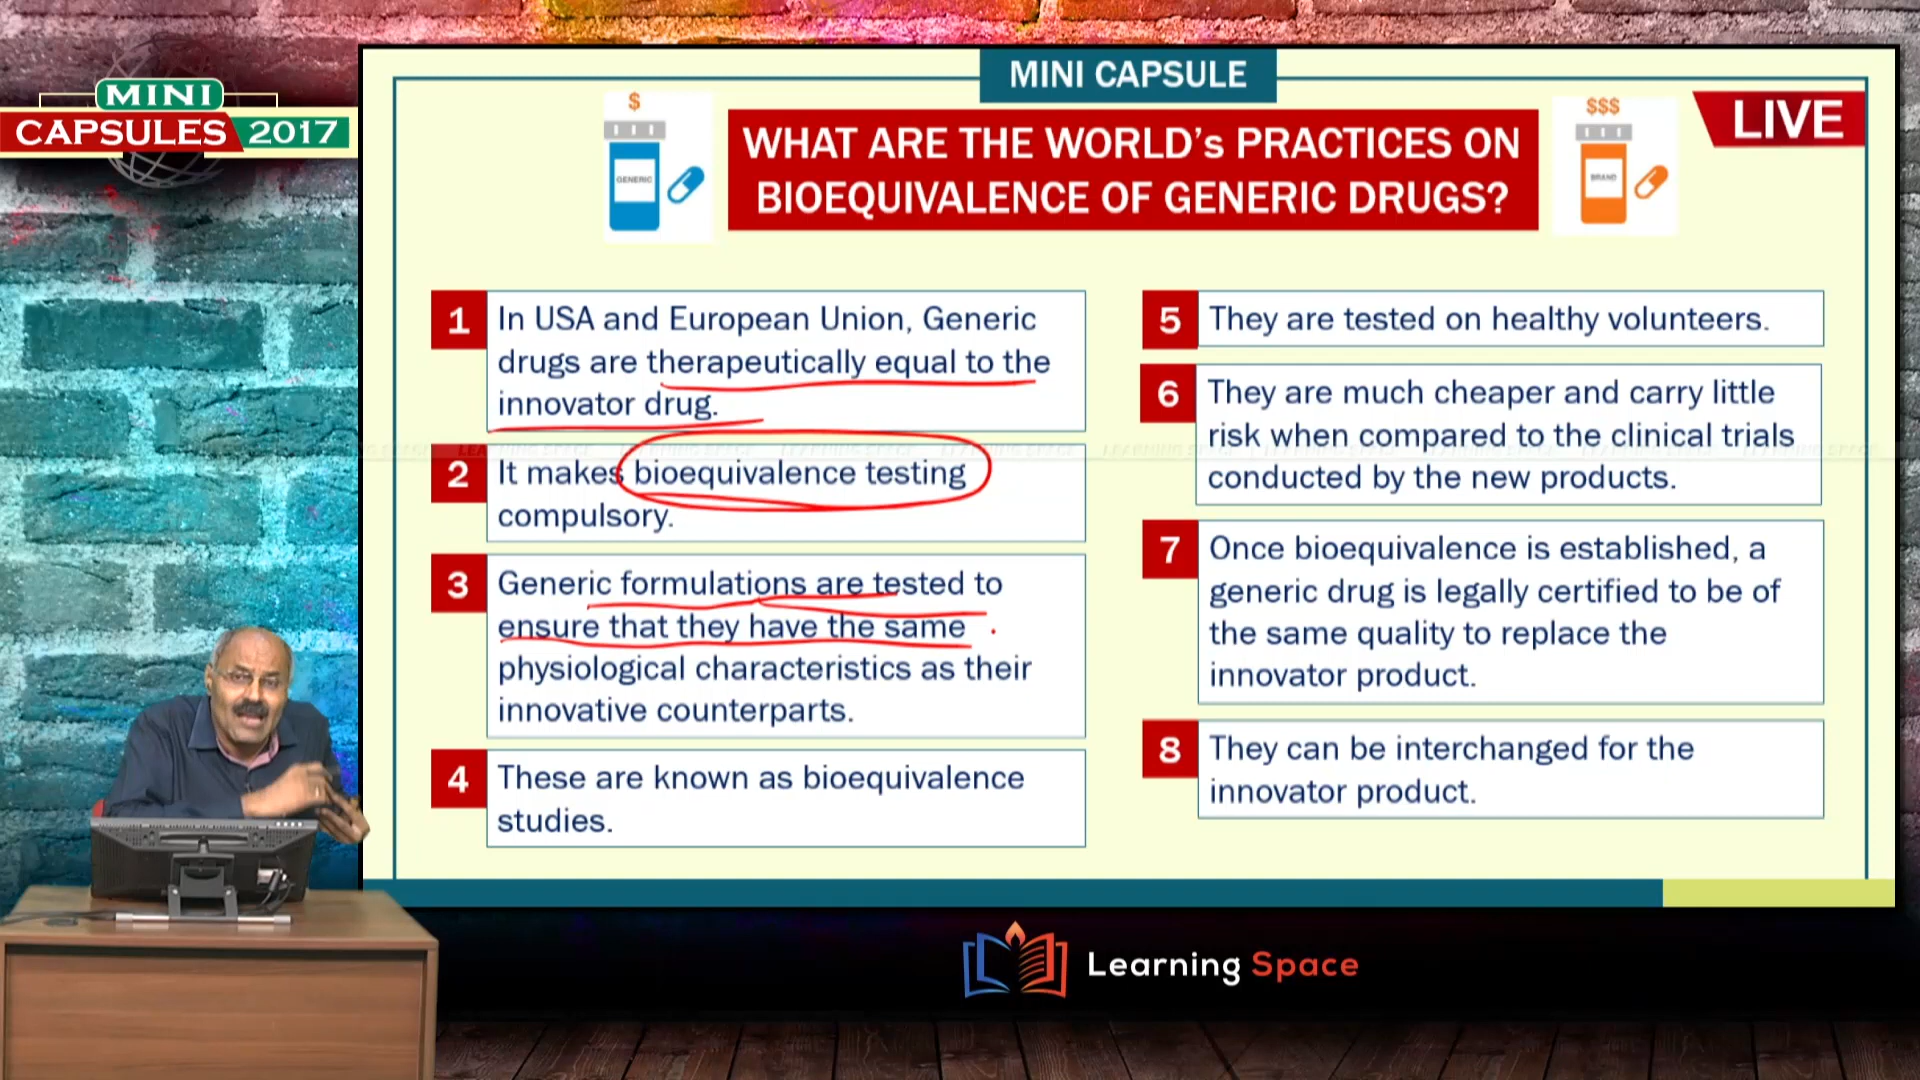 MINI
CAPSULES 2017
MINI CAPSULE
$
GENERIC
WHAT ARE THE WORLD's PRACTICES ON
BIOEQUIVALENCE OF GENERIC DRUGS?
$$$
BRAND
LIVE
1
In USA and European Union, Generic
drugs are therapeutically equal to the
innovator drug.
2
It makes bioequivalence testing
compulsory.
3
Generic formulations are tested to
ensure that they have the same
physiological characteristics as their
innovative counterparts.
4
These are known as bioequivalence
studies.
5
They are tested on healthy volunteers.
6
They are much cheaper and carry little
risk when compared to the clinical trials
conducted by the new products.
7
Once bioequivalence is established, a
generic drug is legally certified to be of
the same quality to replace the
innovator product.
8
They can be interchanged for the
innovator product.
LEARNING SPACE
Learning Space